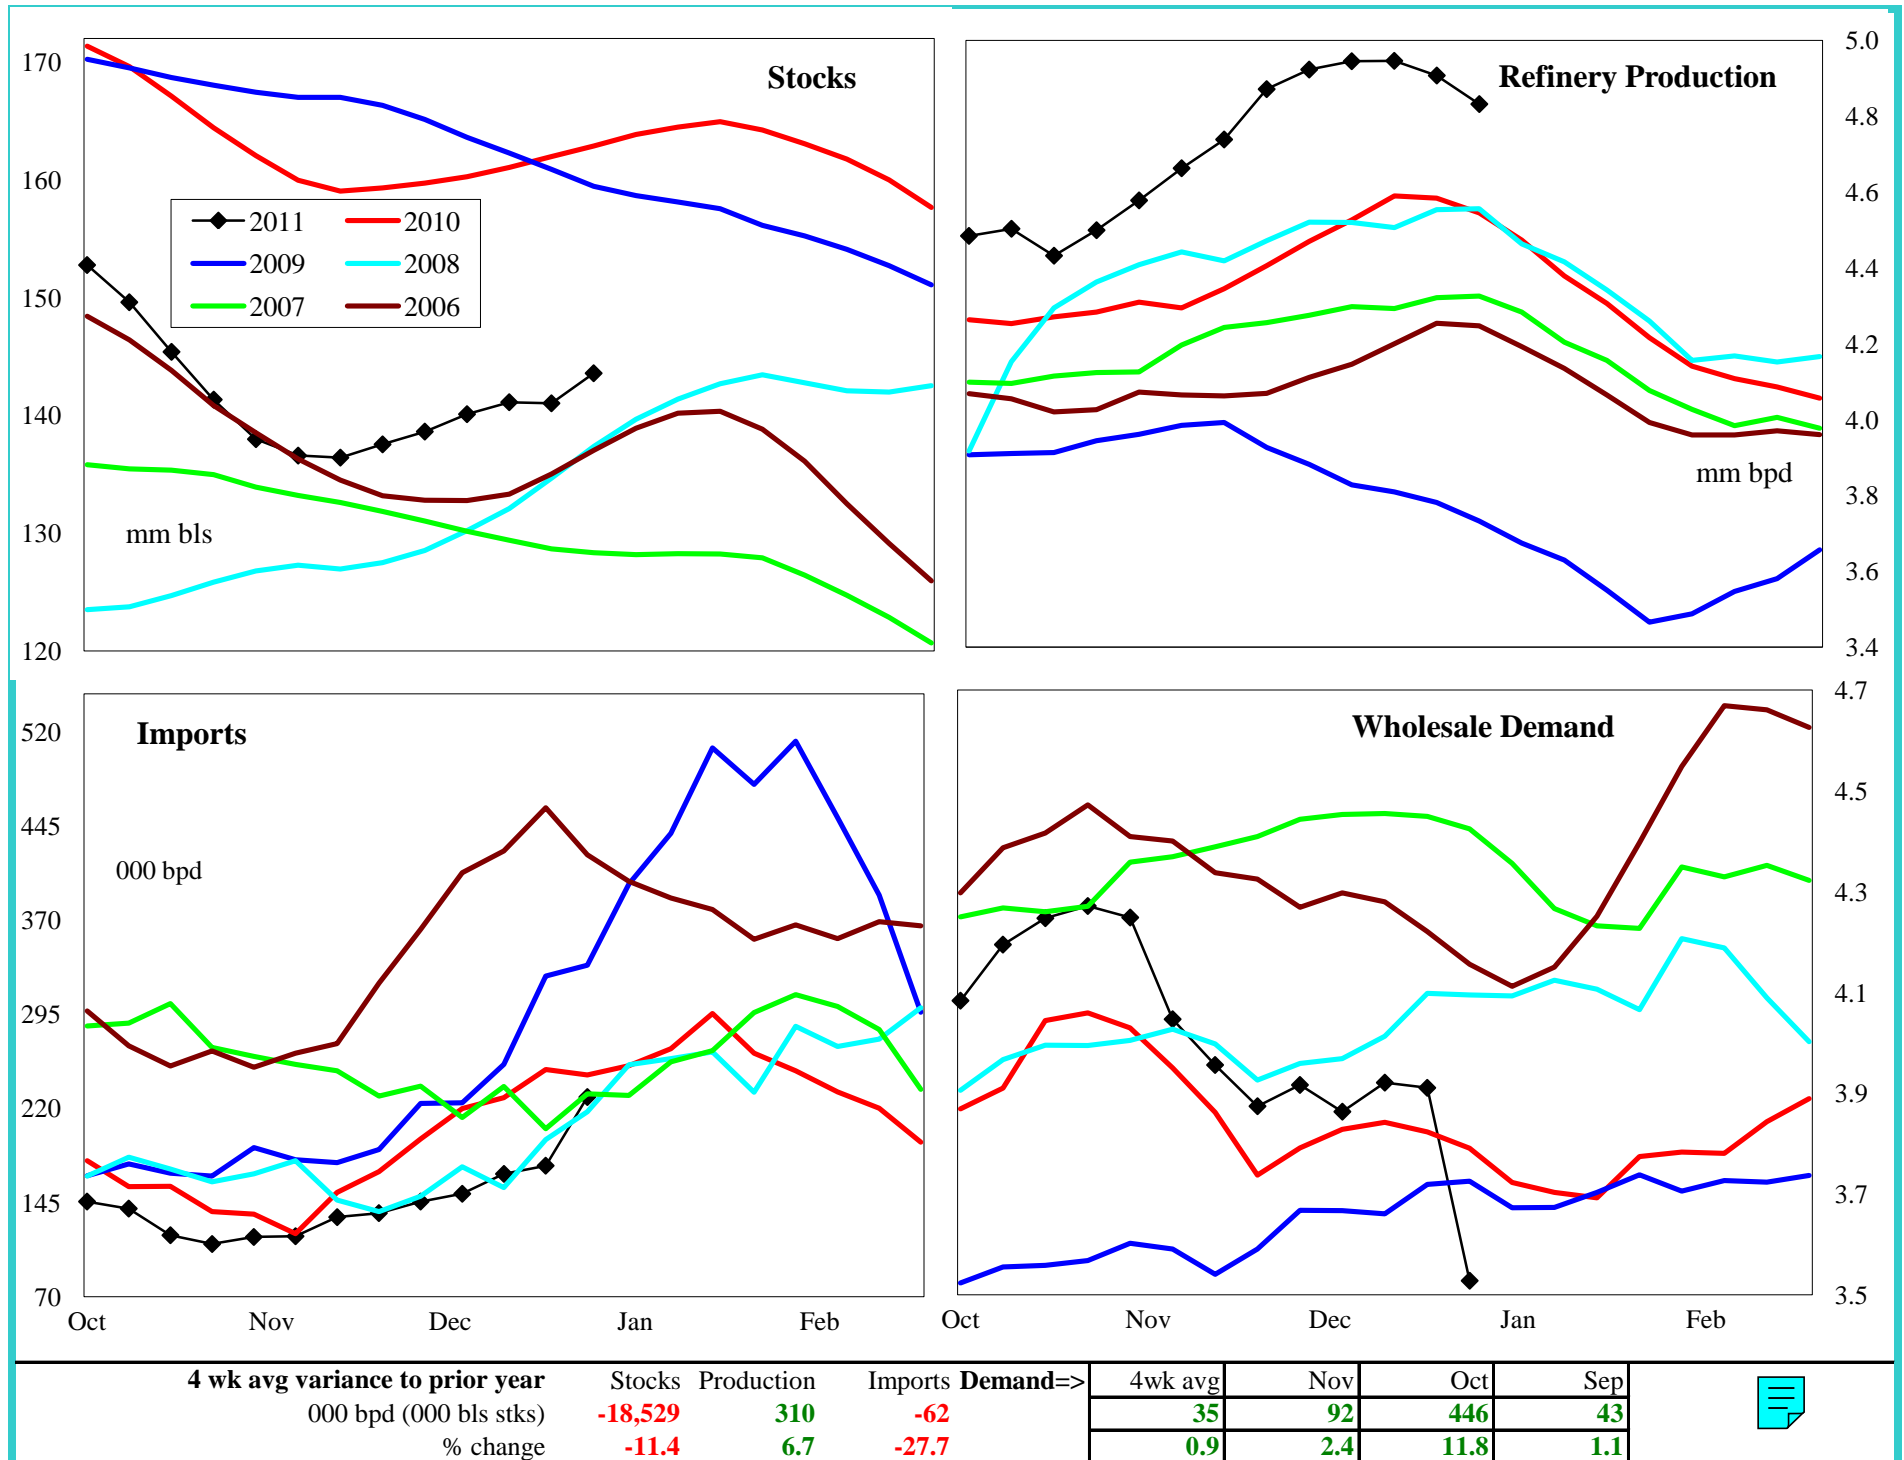 Stocks
170
160
150
140
130
120
2011 2010
2009 2008
2007 2006
mm bls
Refinery Production
5.0
4.8
4.6
4.4
4.2
4.0
3.8
3.6
3.4
mm bpd
Imports
520
445
370
295
220
145
70
000 bpd
Oct Nov Dec Jan Feb
Wholesale Demand
4.7
4.5
4.3
4.1
3.9
3.7
3.5
Oct Nov Dec Jan Feb
4 wk avg variance to prior year Stocks Production Imports Demand=> 4wk avg Nov Oct Sep
000 bpd (000 bls stks) -18,529 310 -62 35 92 446 43
% change -11.4 6.7 -27.7 0.9 2.4 11.8 1.1